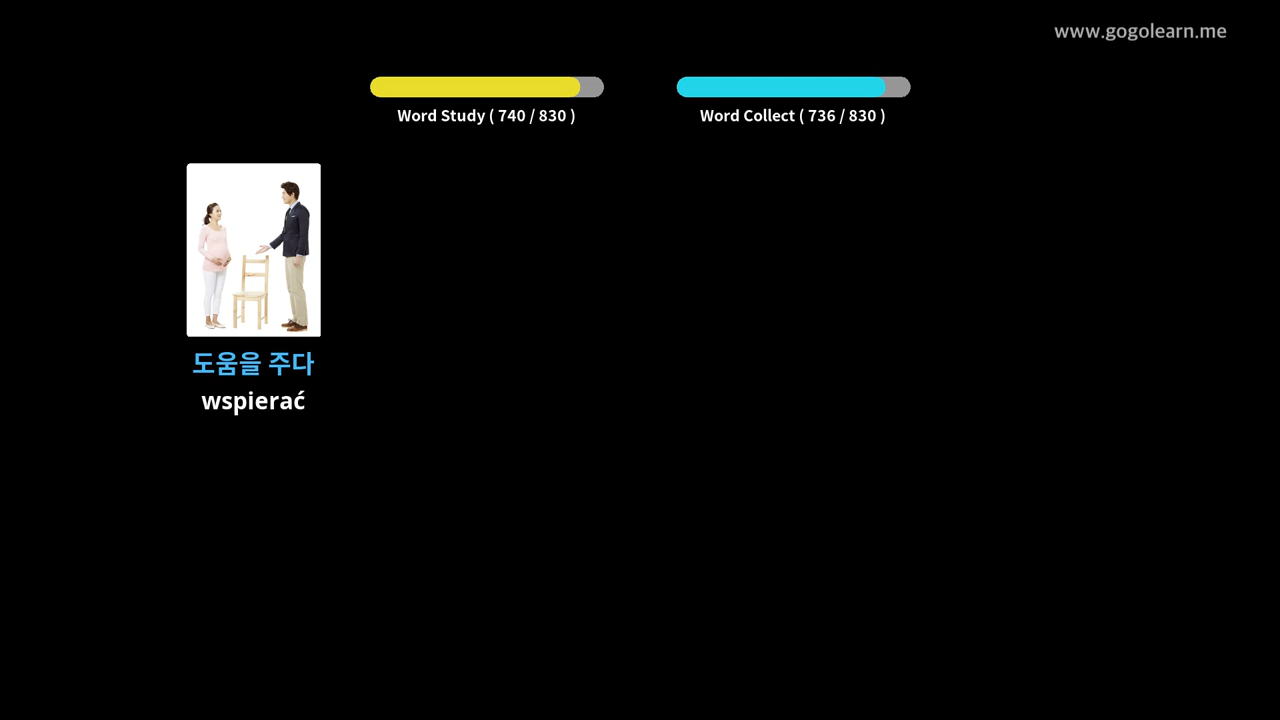 www.gogolearn.me
Word Study ( 740 / 830 )
Word Collect ( 736 / 830 )
도움을 주다
wspierać